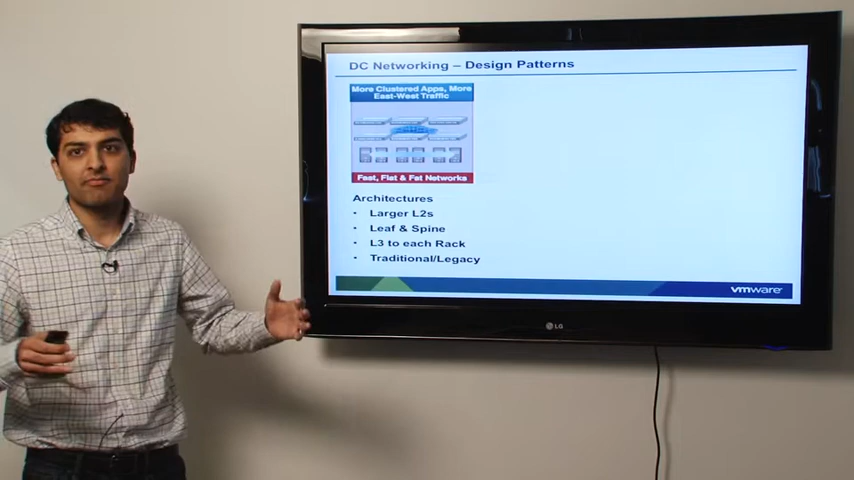 DC Networking – Design Patterns
More Clustered Apps, More
East-West Traffic
Fast, Flat & Fat Networks
Architectures
• Larger L2s
• Leaf & Spine
• L3 to each Rack
• Traditional/Legacy
vmware
LG